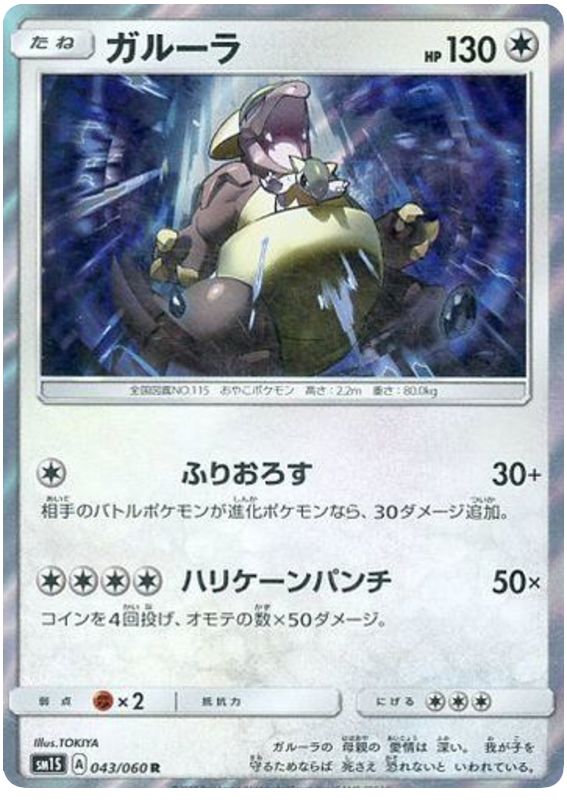 たね ガルーラ HP 130
全国図鑑NO.115 おやこポケモン 高さ:2.2m 重さ:80.0kg
ふりおろす 30+
相手のバトルポケモンが進化ポケモンなら、30ダメージ追加。
ハリケーンパンチ 50×
コインを4回投げ、オモテの数×50ダメージ。
弱点 ×2 抵抗力 にげる
Illus.TOKIYA
SM1S A 043/060 R
ガルーラの 母親の 愛情は 深い。 我が子を
守るためならば 死さえ 恐れないと いわれている。